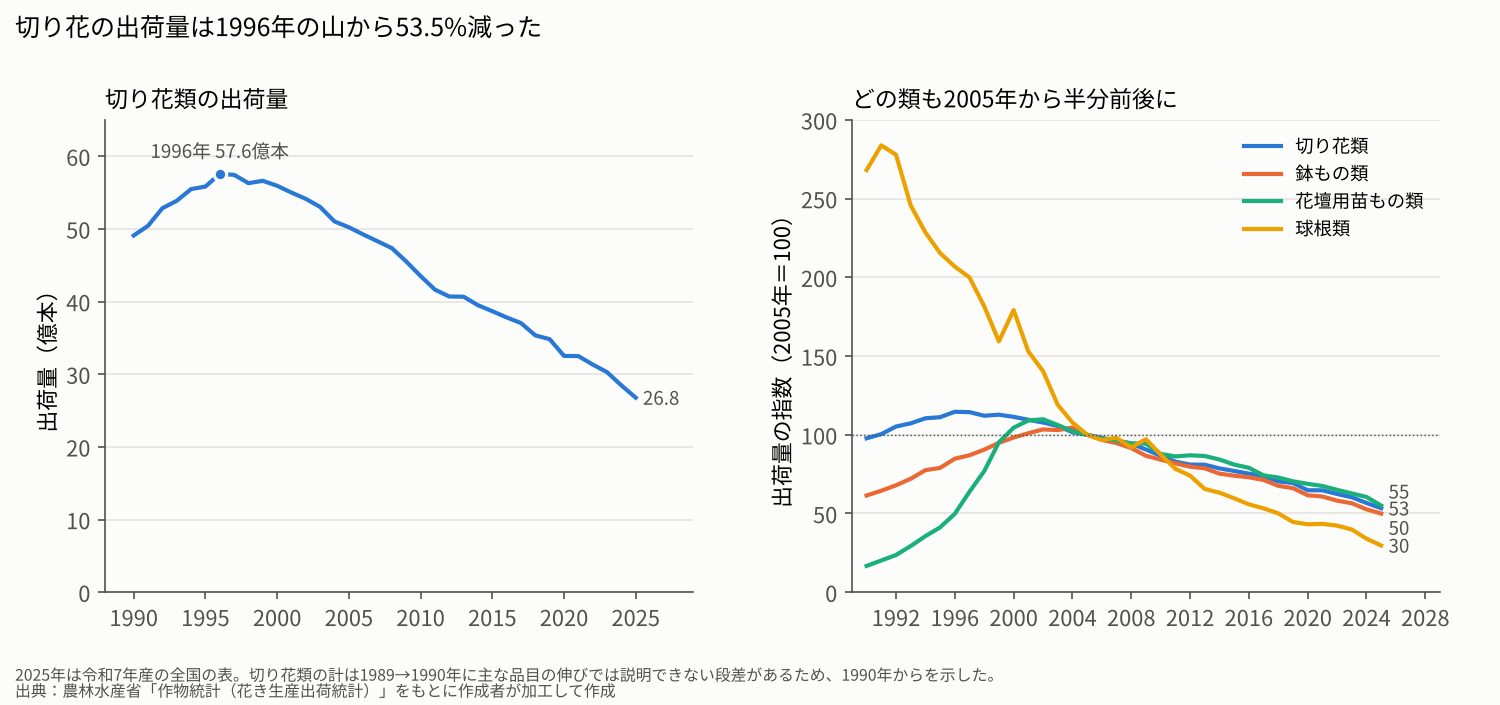 切り花の出荷量は1996年の山から53.5%減った
切り花類の出荷量
出荷量（億本）
60
50
40
30
20
10
0
1996年 57.6億本
26.8
1990 1995 2000 2005 2010 2015 2020 2025
どの類も2005年から半分前後に
出荷量の指数（2005年＝100）
300
250
200
150
100
50
0
切り花類
鉢もの類
花壇用苗もの類
球根類
55
53
50
30
1992 1996 2000 2004 2008 2012 2016 2020 2024 2028
2025年は令和7年産の全国の表。切り花類の計は1989→1990年に主な品目の伸びでは説明できない段差があるため、1990年からを示した。
出典：農林水産省「作物統計（花き生産出荷統計）」をもとに作成者が加工して作成